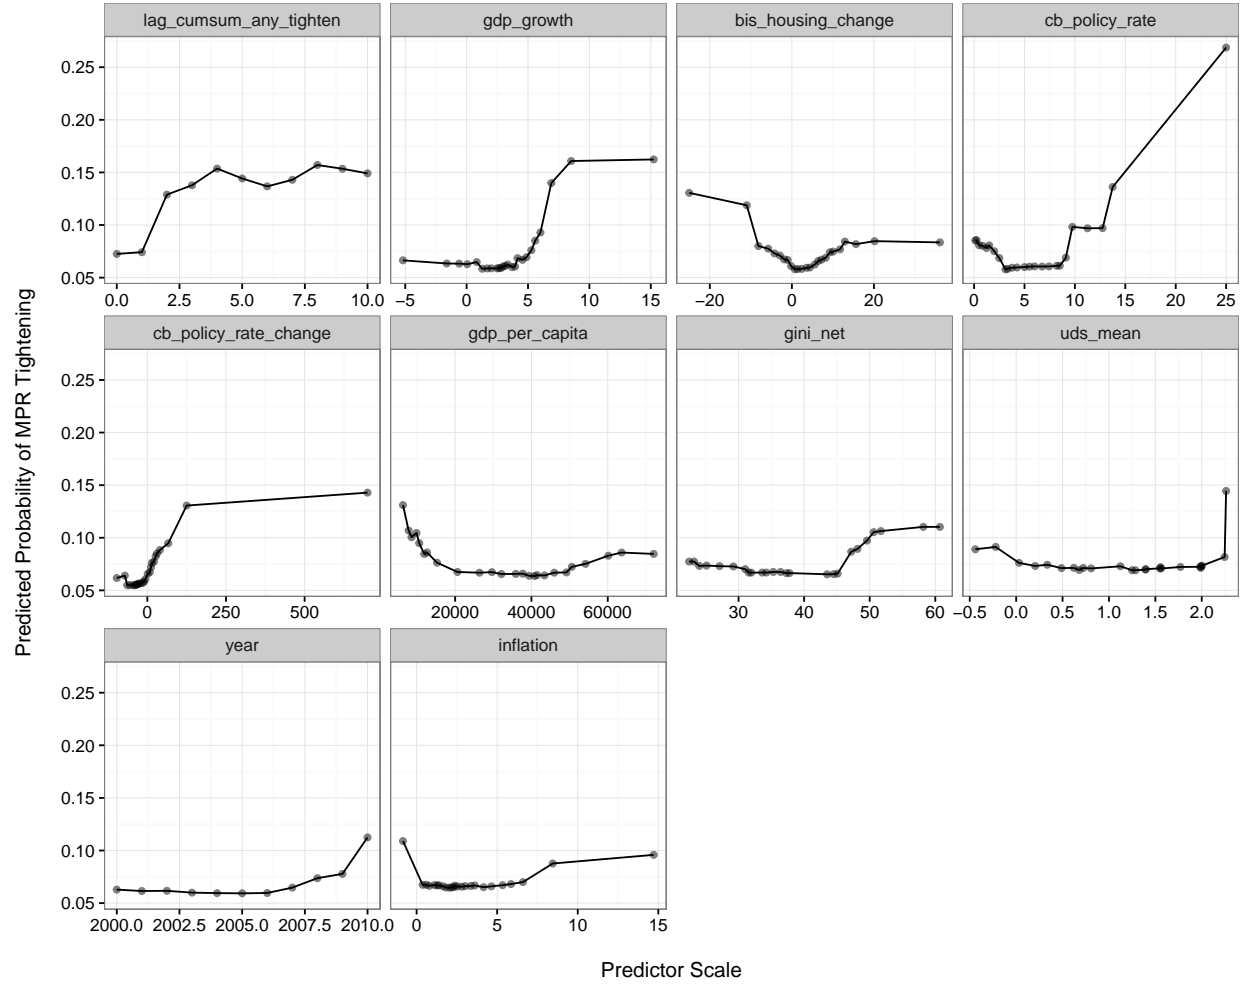 lag_cumsum_any_tighten gdp_growth bis_housing_change cb_policy_rate
0.25
0.20
0.15
0.10
0.05
0.0 2.5 5.0 7.5 10.0 −5 0 5 10 15 −20 0 20 0 5 10 15 20 25
cb_policy_rate_change gdp_per_capita gini_net uds_mean
0.25
0.20
0.15
0.10
0.05
0 250 500 20000 40000 60000 30 40 50 60 −0.5 0.0 0.5 1.0 1.5 2.0
year inflation
0.25
0.20
0.15
0.10
0.05
2000.0 2002.5 2005.0 2007.5 2010.0 0 5 10 15
Predictor Scale
Predicted Probability of MPR Tightening